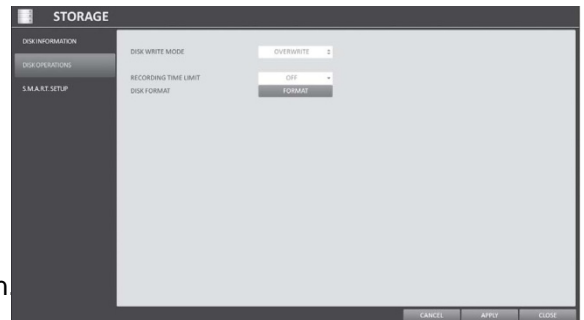 STORAGE
DISK INFORMATION
DISK OPERATIONS
S.M.A.R.T. SETUP
DISK WRITE MODE OVERWRITE
RECORDING TIME LIMIT OFF
DISK FORMAT FORMAT
n.
CANCEL APPLY CLOSE